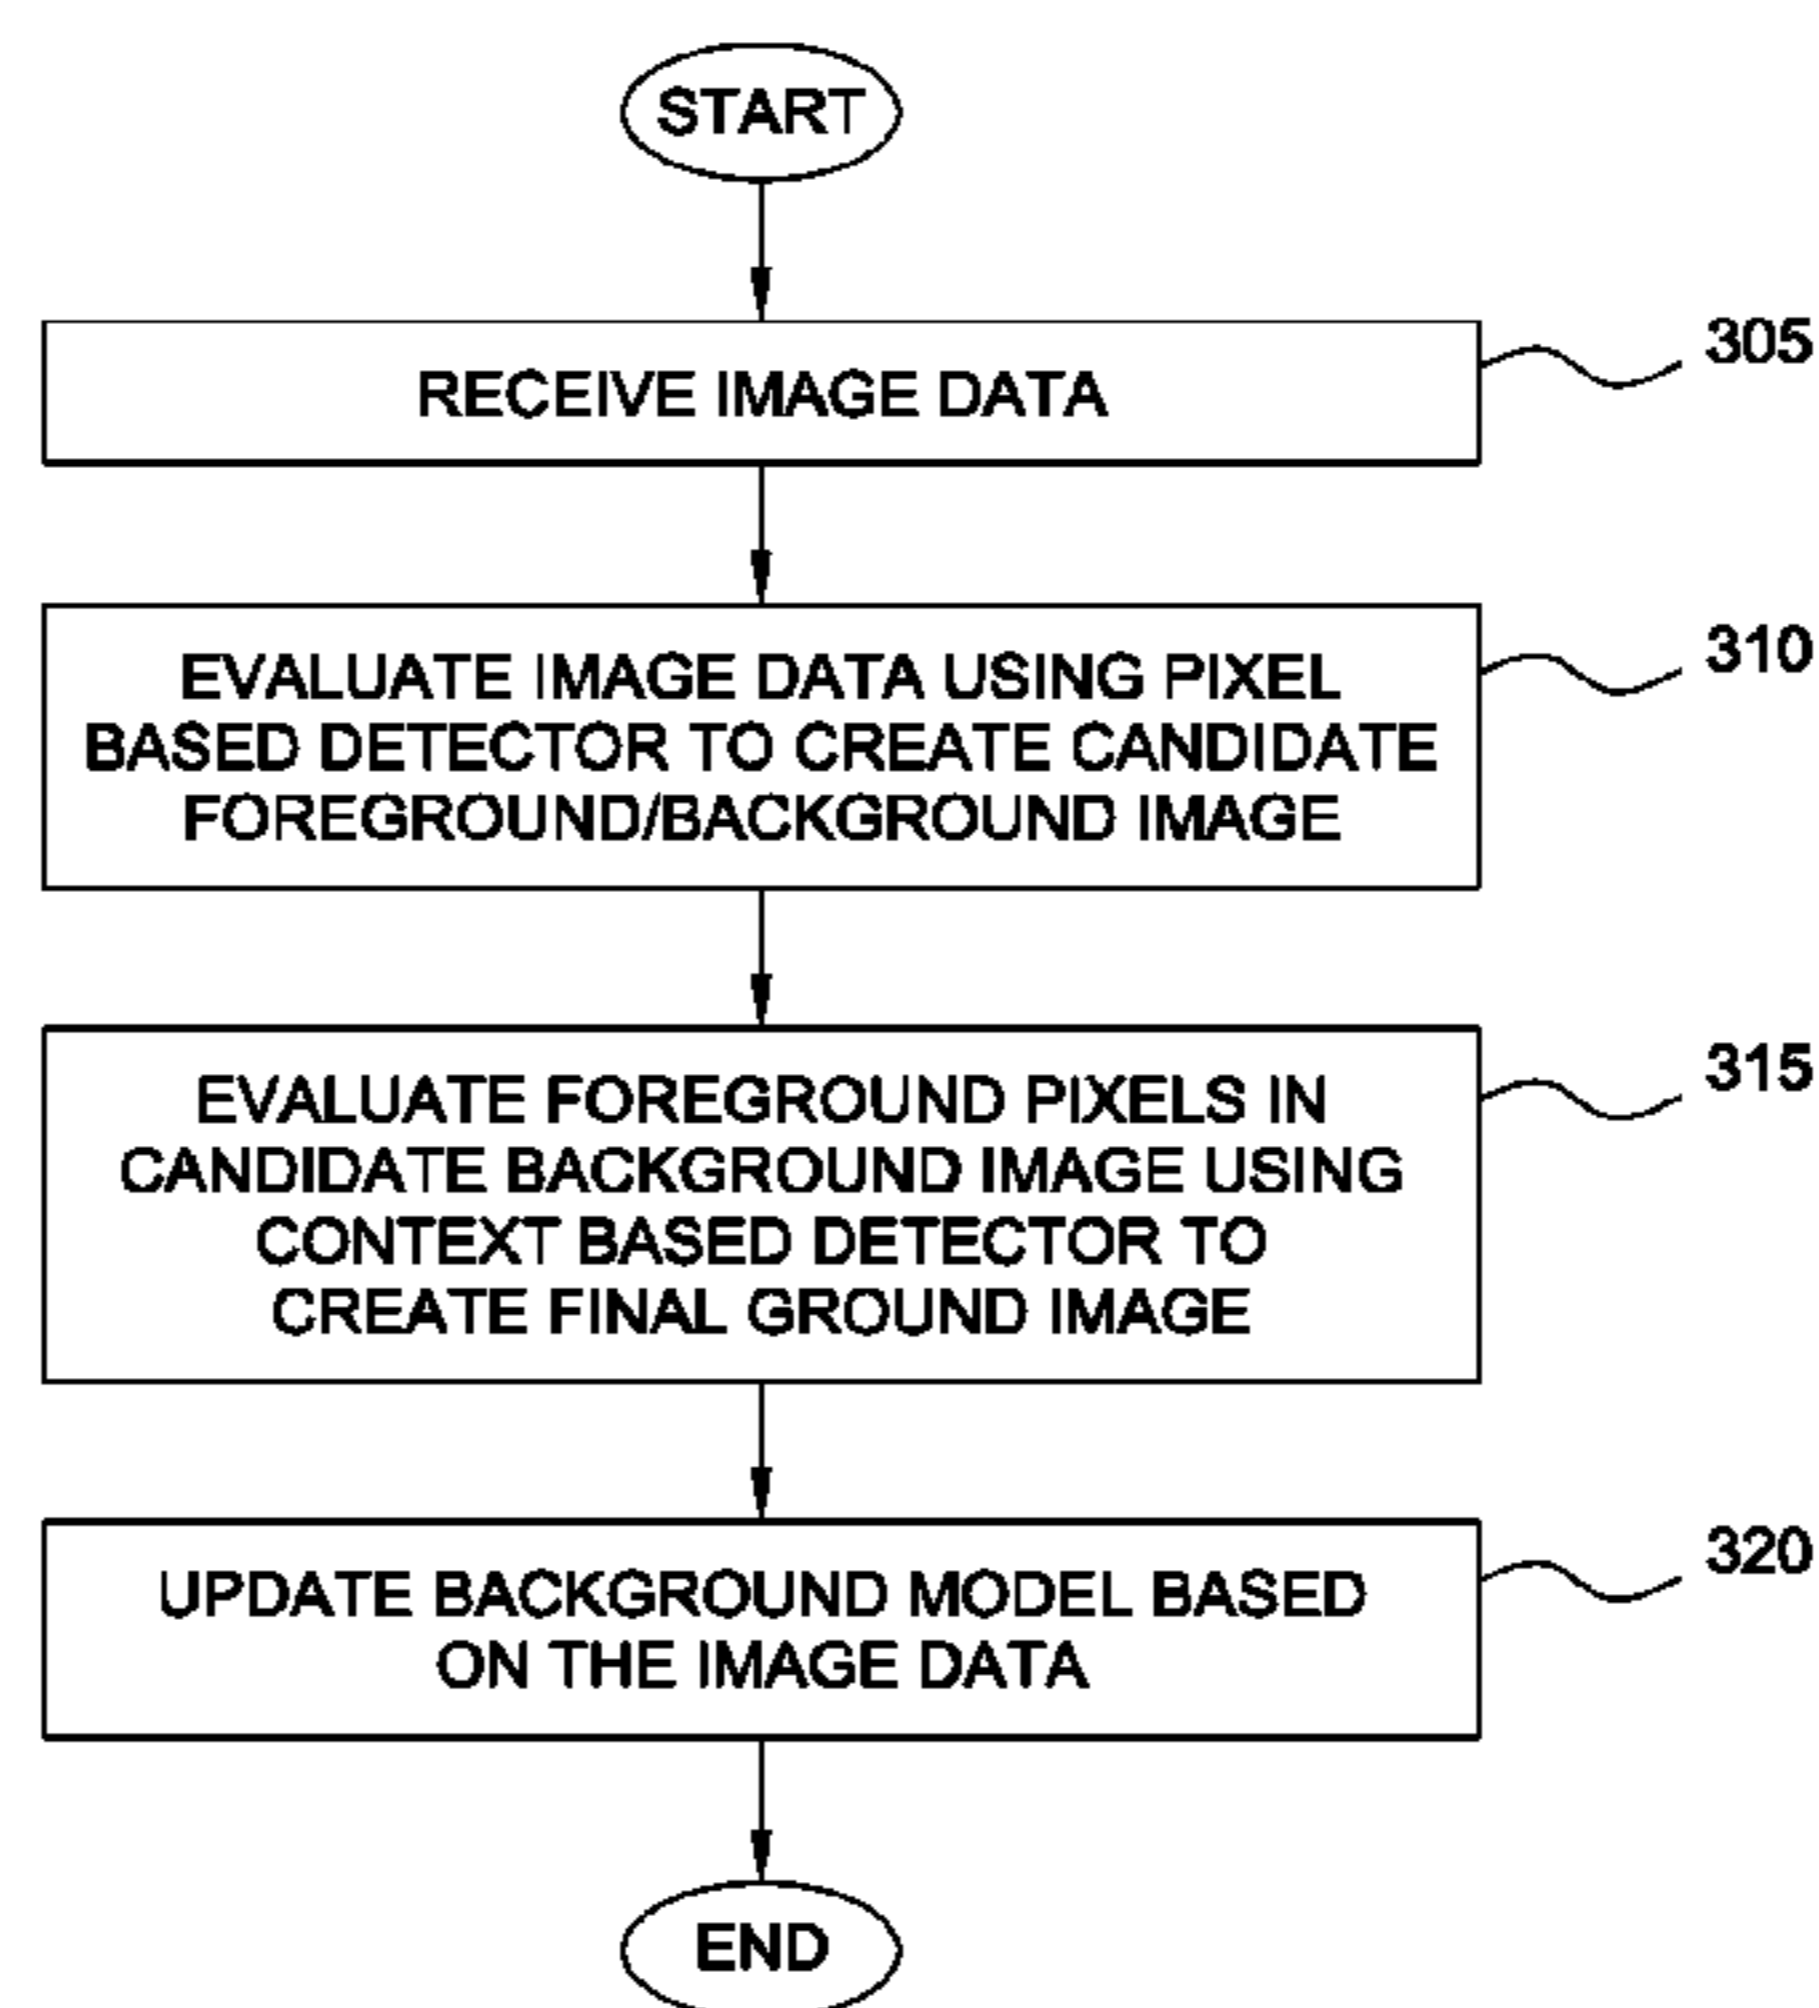 START
RECEIVE IMAGE DATA
305
EVALUATE IMAGE DATA USING PIXEL
BASED DETECTOR TO CREATE CANDIDATE
FOREGROUND/BACKGROUND IMAGE
310
EVALUATE FOREGROUND PIXELS IN
CANDIDATE BACKGROUND IMAGE USING
CONTEXT BASED DETECTOR TO
CREATE FINAL GROUND IMAGE
315
UPDATE BACKGROUND MODEL BASED
ON THE IMAGE DATA
320
END